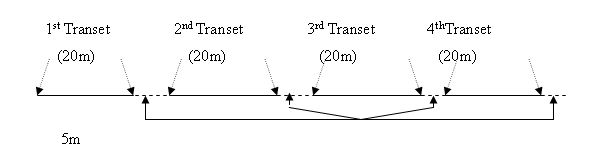 1st Transet 2nd Transet 3rd Transet 4thTranset
(20m) (20m) (20m) (20m)
5m